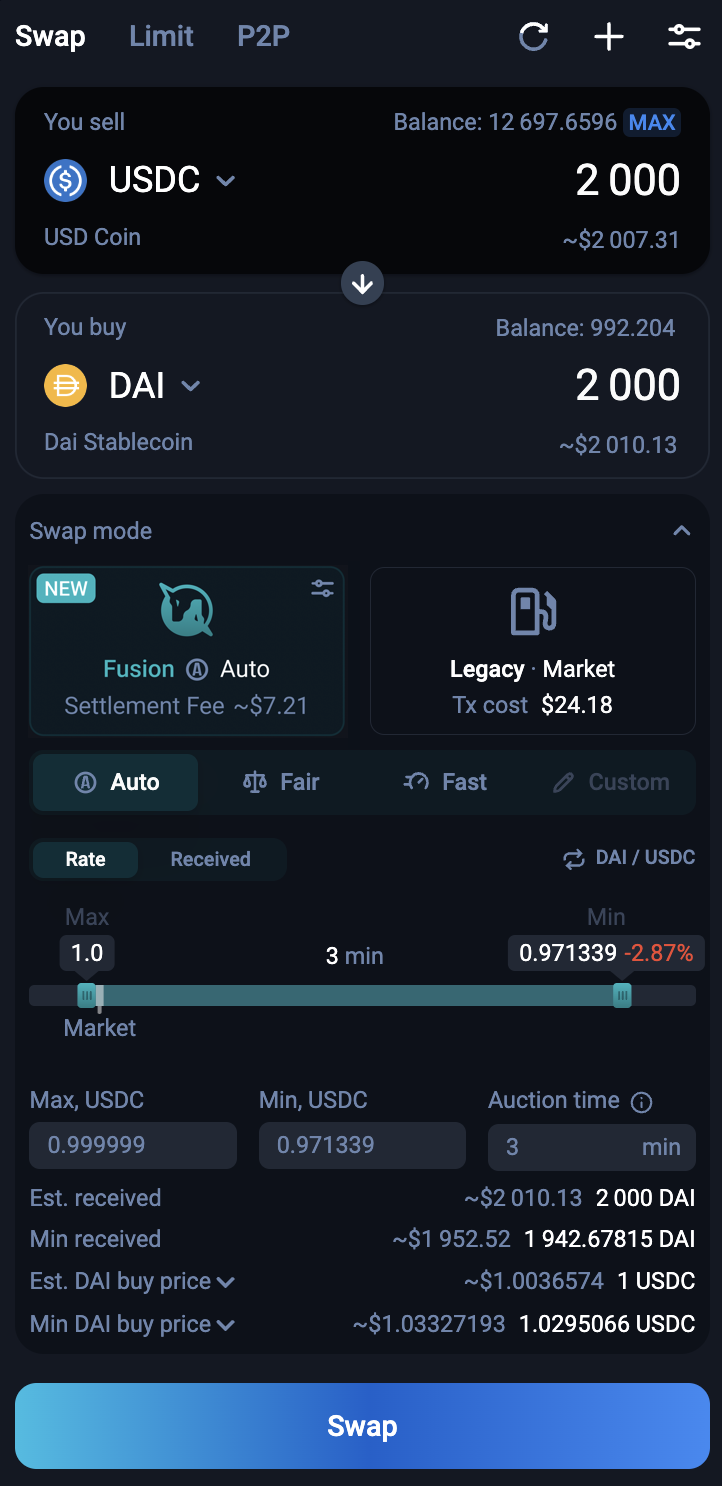 Swap Limit P2P
You sell Balance: 12 697.6596 MAX
USDC 2 000
USD Coin ~$2 007.31
You buy Balance: 992.204
DAI 2 000
Dai Stablecoin ~$2 010.13
Swap mode
NEW
Fusion A Auto Legacy · Market
Settlement Fee ~$7.21 Tx cost $24.18
A Auto Fair Fast Custom
Rate Received DAI / USDC
Max Min
1.0 3 min 0.971339 -2.87%
Market
Max, USDC Min, USDC Auction time
0.999999 0.971339 3 min
Est. received ~$2 010.13 2 000 DAI
Min received ~$1 952.52 1 942.67815 DAI
Est. DAI buy price ~$1.0036574 1 USDC
Min DAI buy price ~$1.03327193 1.0295066 USDC
Swap